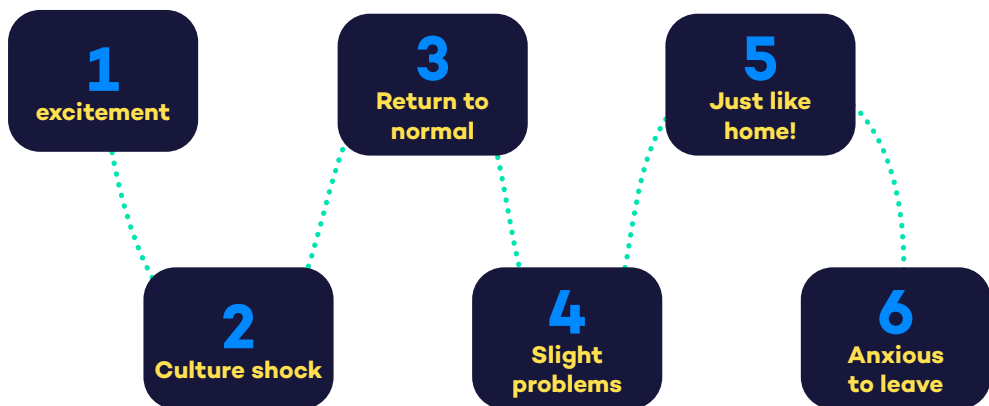 1
excitement
2
Culture shock
3
Return to
normal
4
Slight
problems
5
Just like
home!
6
Anxious
to leave